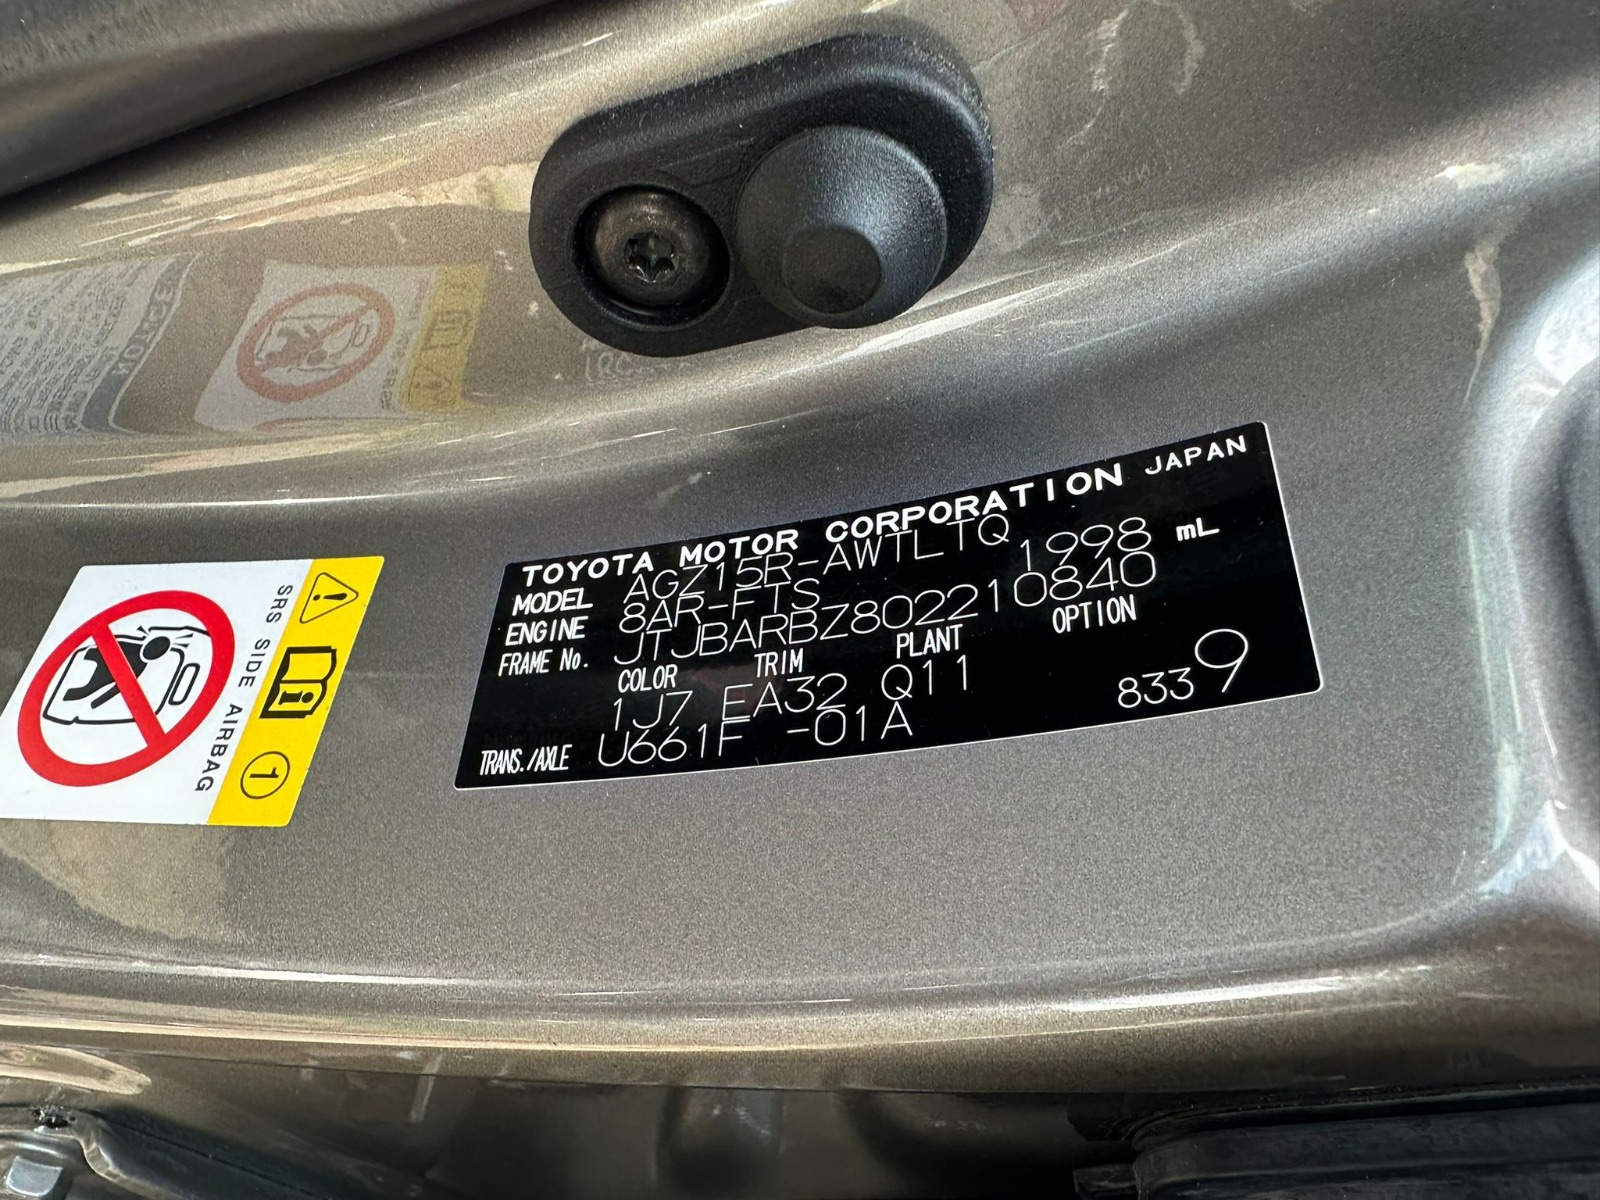 TOYOTA MOTOR CORPORATION JAPAN
MODEL AGZ15R-AWTLTQ
ENGINE 8AR-FTS 1998 mL
FRAME No. JTJBARBZ802210840
COLOR TRIM PLANT OPTION
1J7 EA32 Q11
TRANS./AXLE U661F -01A 8339
SRS SIDE AIRBAG
1